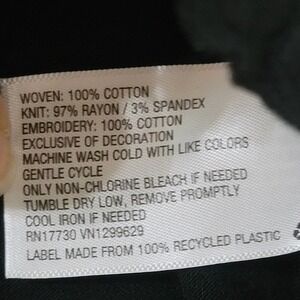 WOVEN: 100% COTTON
KNIT: 97% RAYON / 3% SPANDEX
EMBROIDERY: 100% COTTON
EXCLUSIVE OF DECORATION
MACHINE WASH COLD WITH LIKE COLORS
GENTLE CYCLE
ONLY NON-CHLORINE BLEACH IF NEEDED
TUMBLE DRY LOW, REMOVE PROMPTLY
COOL IRON IF NEEDED
RN17730 VN1299629
LABEL MADE FROM 100% RECYCLED PLASTIC